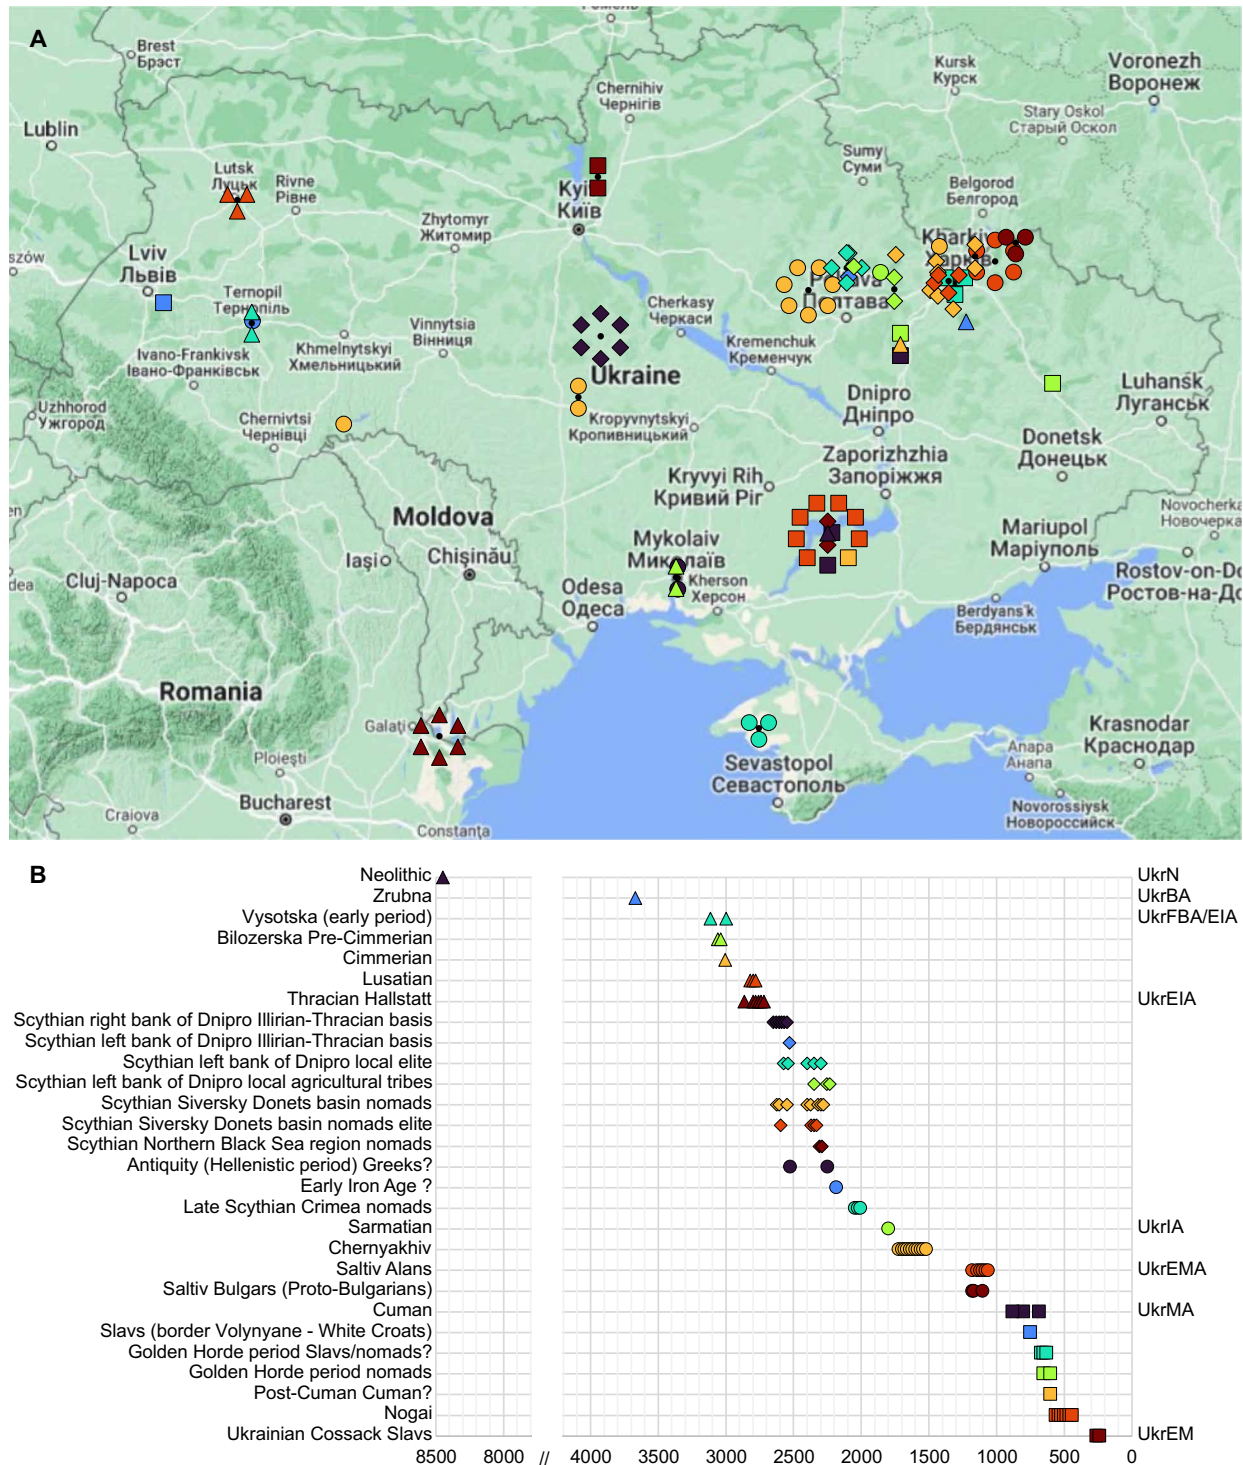 A
Гомель
Brest
Брэст
Kursk
Курск
Voronezh
Воронеж
Chernihiv
Чернігів
Stary Oskol
Старый Оскол
Lublin
Sumy
Суми
Lutsk
Луцьк
Rivne
Рівне
Belgorod
Белгород
Kyiv
Київ
Zhytomyr
Житомир
Kharkiv
Харків
Lviv
Львів
Ternopil
Тернопіль
Poltava
Полтава
Cherkasy
Черкаси
Vinnytsia
Вінниця
Khmelnytskyi
Хмельницький
Kremenchuk
Кременчук
Ivano-Frankivsk
Івано-Франківськ
Ukraine
Luhansk
Луганськ
Dnipro
Дніпро
Uzhhorod
Ужгород
Chernivtsi
Чернівці
Kropyvnytskyi
Кропивницький
Donetsk
Донецьк
Zaporizhzhia
Запоріжжя
Kryvyi Rih
Кривий Ріг
Moldova
Mariupol
Маріуполь
Mykolaiv
Миколаїв
Iași
Chișinău
Cluj-Napoca
Odesa
Одеса
Kherson
Херсон
Berdyans'k
Бердянськ
Romania
Galați
Krasnodar
Краснодар
Anapa
Анапа
Ploiești
Sevastopol
Севастополь
Bucharest
Craiova
Constanța
Novorossiysk
Новороссийск
B
Neolithic UkrN
Zrubna UkrBA
Vysotska (early period) UkrFBA/EIA
Bilozerska Pre-Cimmerian
Cimmerian
Lusatian
Thracian Hallstatt UkrEIA
Scythian right bank of Dnipro Illirian-Thracian basis
Scythian left bank of Dnipro Illirian-Thracian basis
Scythian left bank of Dnipro local elite
Scythian left bank of Dnipro local agricultural tribes
Scythian Siversky Donets basin nomads
Scythian Siversky Donets basin nomads elite
Scythian Northern Black Sea region nomads
Antiquity (Hellenistic period) Greeks?
Early Iron Age ?
Late Scythian Crimea nomads
Sarmatian UkrIA
Chernyakhiv
Saltiv Alans UkrEMA
Saltiv Bulgars (Proto-Bulgarians)
Cuman UkrMA
Slavs (border Volynyane - White Croats)
Golden Horde period Slavs/nomads?
Golden Horde period nomads
Post-Cuman Cuman?
Nogai
Ukrainian Cossack Slavs UkrEM
8500 8000 // 4000 3500 3000 2500 2000 1500 1000 500 0